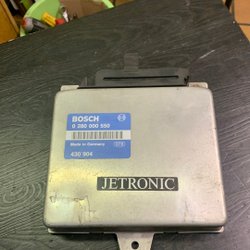 BOSCH
0 280 000 550
Made in Germany
430 904
JETRONIC